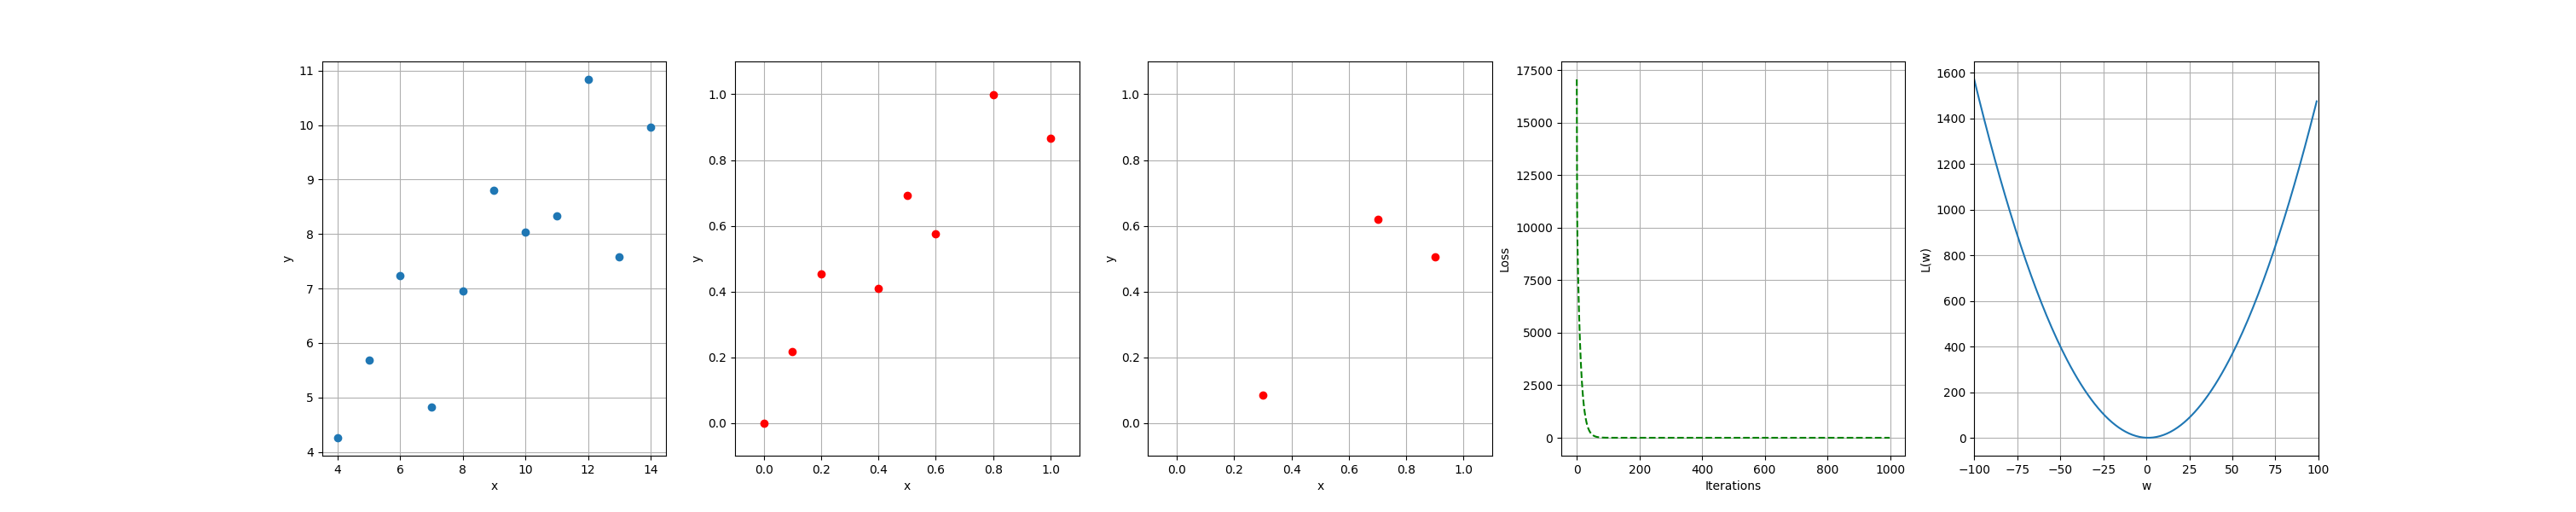 11
10
9
8
7
6
5
4
y
4 6 8 10 12 14
x
1.0
0.8
0.6
0.4
0.2
0.0
y
0.0 0.2 0.4 0.6 0.8 1.0
x
1.0
0.8
0.6
0.4
0.2
0.0
y
0.0 0.2 0.4 0.6 0.8 1.0
x
17500
15000
12500
10000
7500
5000
2500
0
Loss
0 200 400 600 800 1000
Iterations
1600
1400
1200
1000
800
600
400
200
0
L(w)
−100 −75 −50 −25 0 25 50 75 100
w